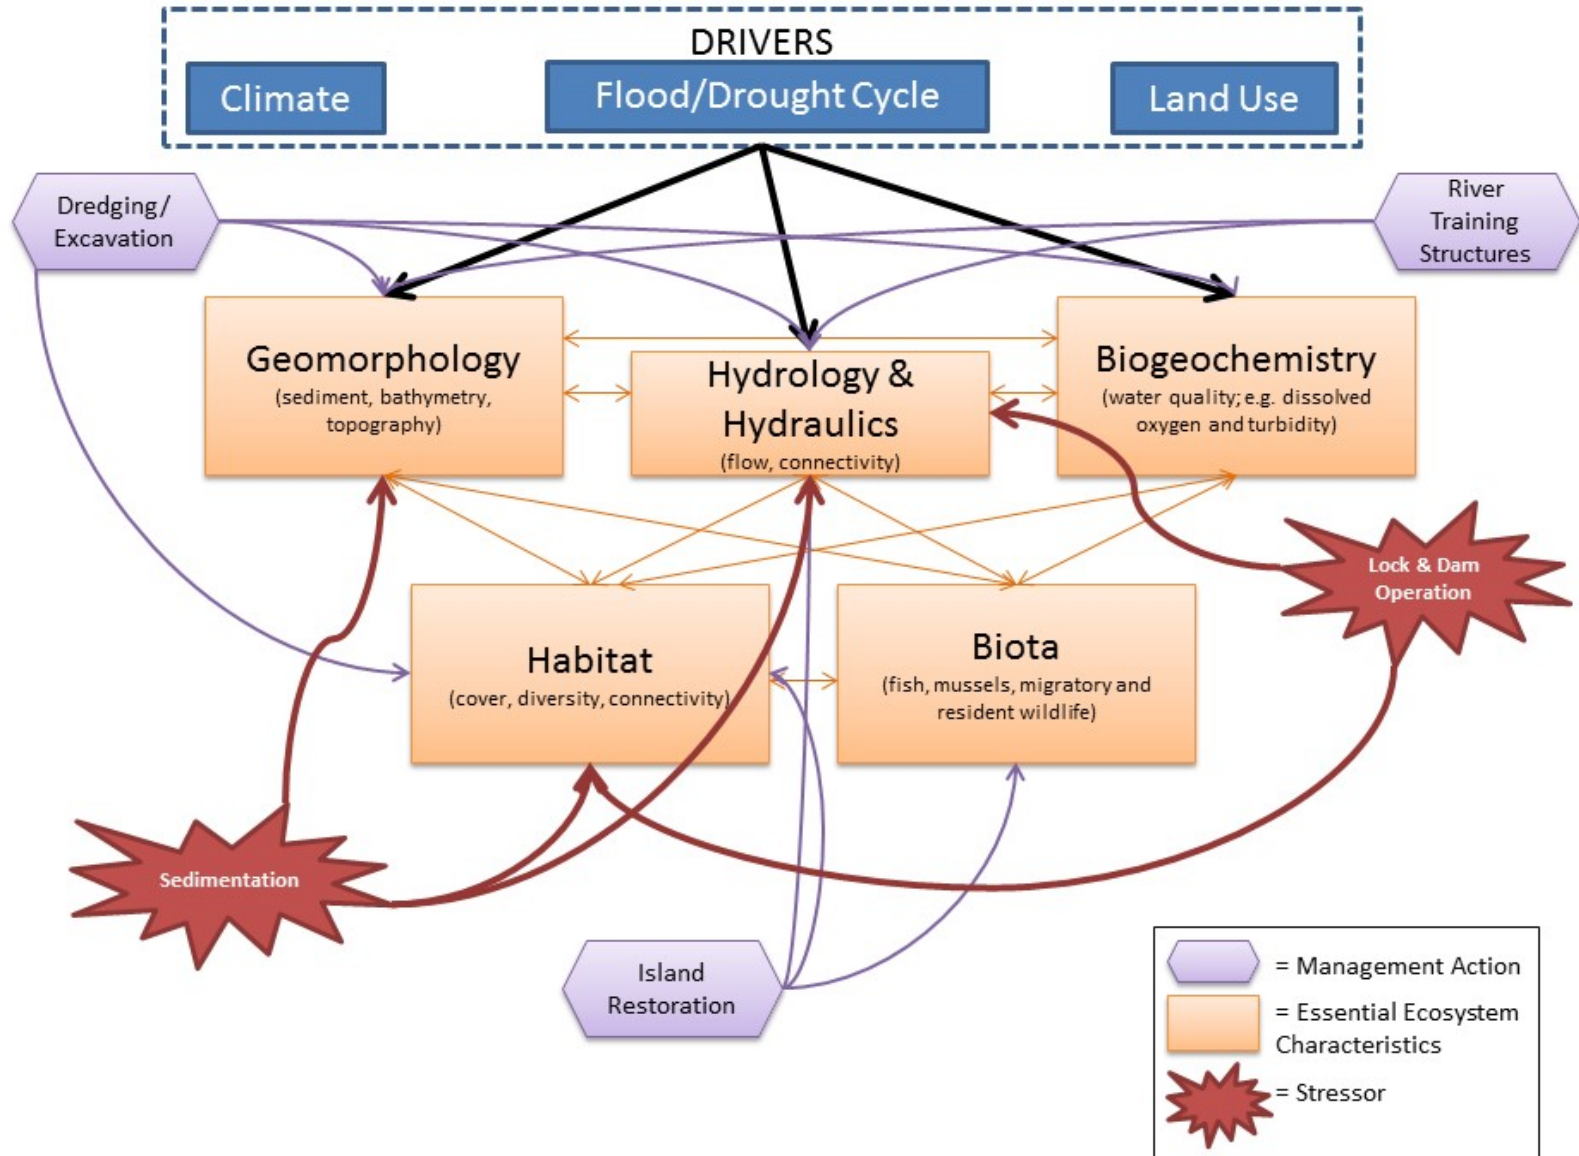 DRIVERS
Climate
Flood/Drought Cycle
Land Use
Dredging/
Excavation
River
Training
Structures
Geomorphology
(sediment, bathymetry,
topography)
Hydrology &
Hydraulics
(flow, connectivity)
Biogeochemistry
(water quality; e.g. dissolved
oxygen and turbidity)
Lock & Dam
Operation
Habitat
(cover, diversity, connectivity)
Biota
(fish, mussels, migratory and
resident wildlife)
Sedimentation
Island
Restoration
= Management Action
= Essential Ecosystem
Characteristics
= Stressor